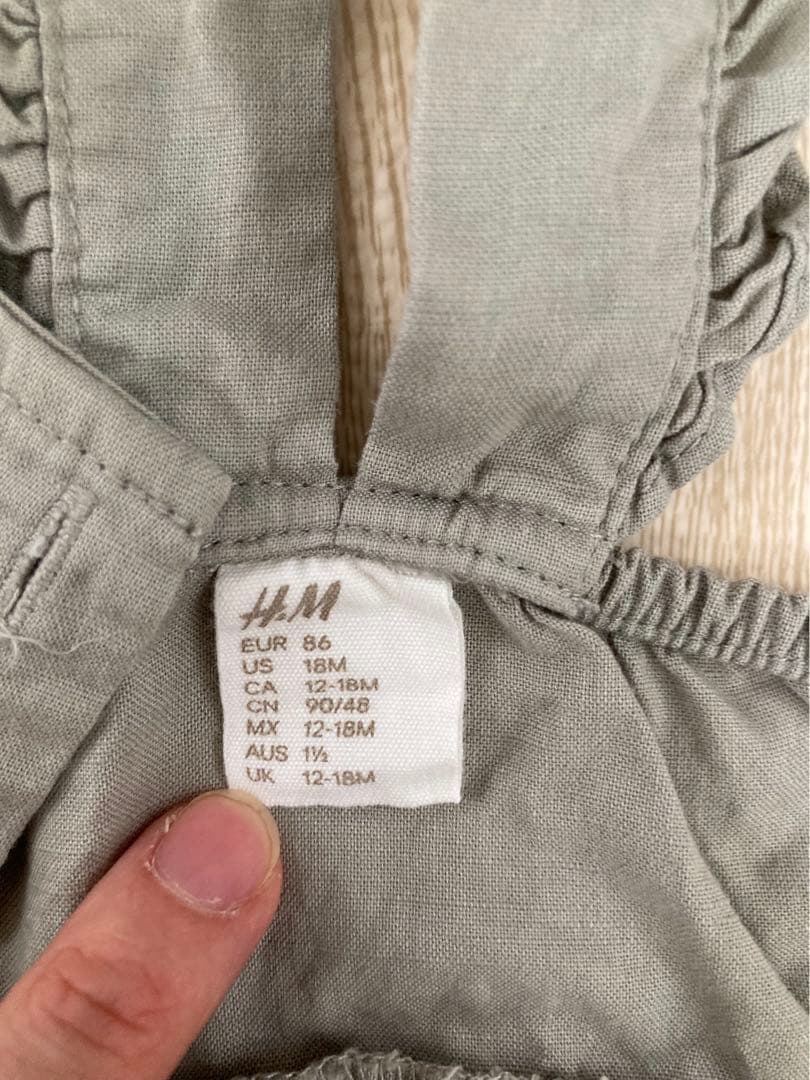 H&M
EUR 86
US 18M
CA 12-18M
CN 90/48
MX 12-18M
AUS 1½
UK 12-18M